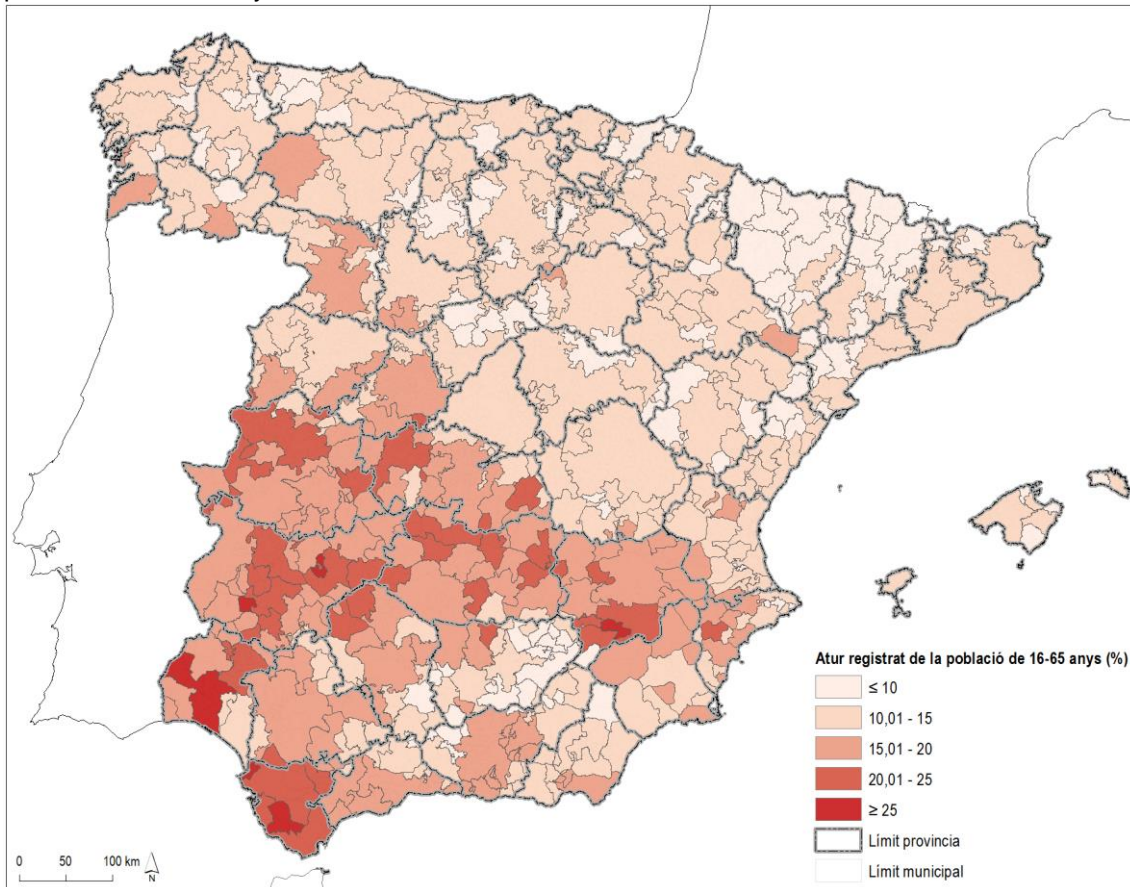 Atur registrat de la població de 16-65 anys (%)
≤ 10
10,01 - 15
15,01 - 20
20,01 - 25
≥ 25
Límit província
Límit municipal
0 50 100 km
N